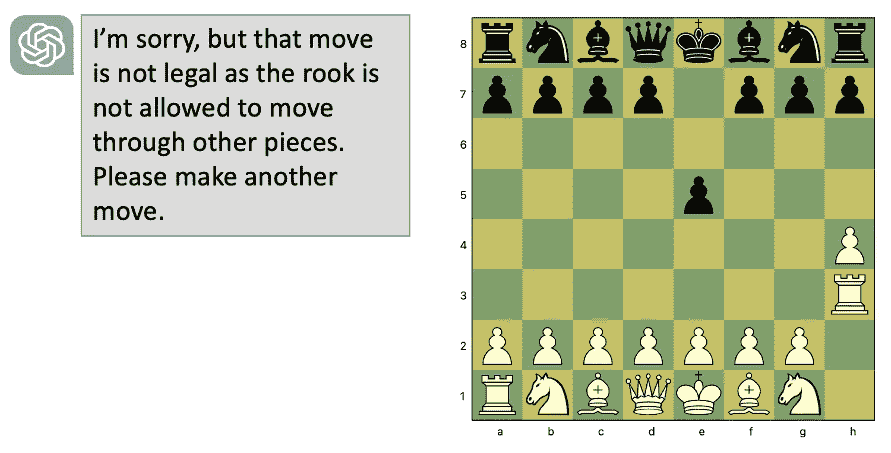 I’m sorry, but that move
is not legal as the rook is
not allowed to move
through other pieces.
Please make another
move.
8
7
6
5
4
3
2
1
a b c d e f g h